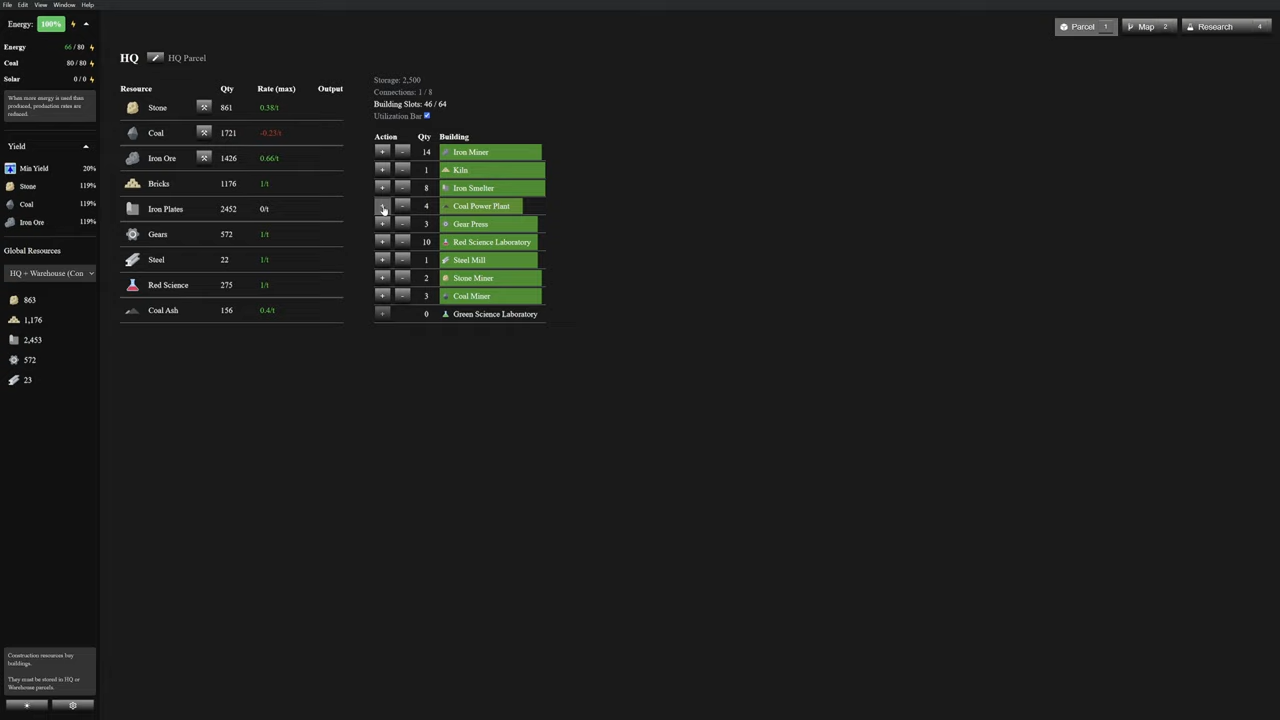 File Edit View Window Help
Energy: 100%
Energy 66 / 80
Coal 80 / 80
Solar 0 / 0
When more energy is need than
produced, production rates are
reduced.
Yield
Min Yield 20%
Stone 119%
Coal 119%
Iron Ore 119%
Global Resources
HQ + Warehouse (Con
863
1,176
2,453
572
23
Construction resources buy
buildings.
They must be stored in HQ or
Warehouse parcels.
Parcel 1
Map 2
Research 4
HQ HQ Parcel
Resource Qty Rate (max) Output
Stone 861 0.38/t
Coal 1721 -0.23/t
Iron Ore 1426 0.66/t
Bricks 1176 1/t
Iron Plates 2452 0/t
Gears 572 1/t
Steel 22 1/t
Red Science 275 1/t
Coal Ash 156 0.4/t
Storage: 2,500
Connections: 1 / 8
Building Slots: 46 / 64
Utilization Bar
Action Qty Building
+ - 14 Iron Miner
+ - 1 Kiln
+ - 8 Iron Smelter
+ - 4 Coal Power Plant
+ - 3 Gear Press
+ - 10 Red Science Laboratory
+ - 1 Steel Mill
+ - 2 Stone Miner
+ - 3 Coal Miner
+ 0 Green Science Laboratory